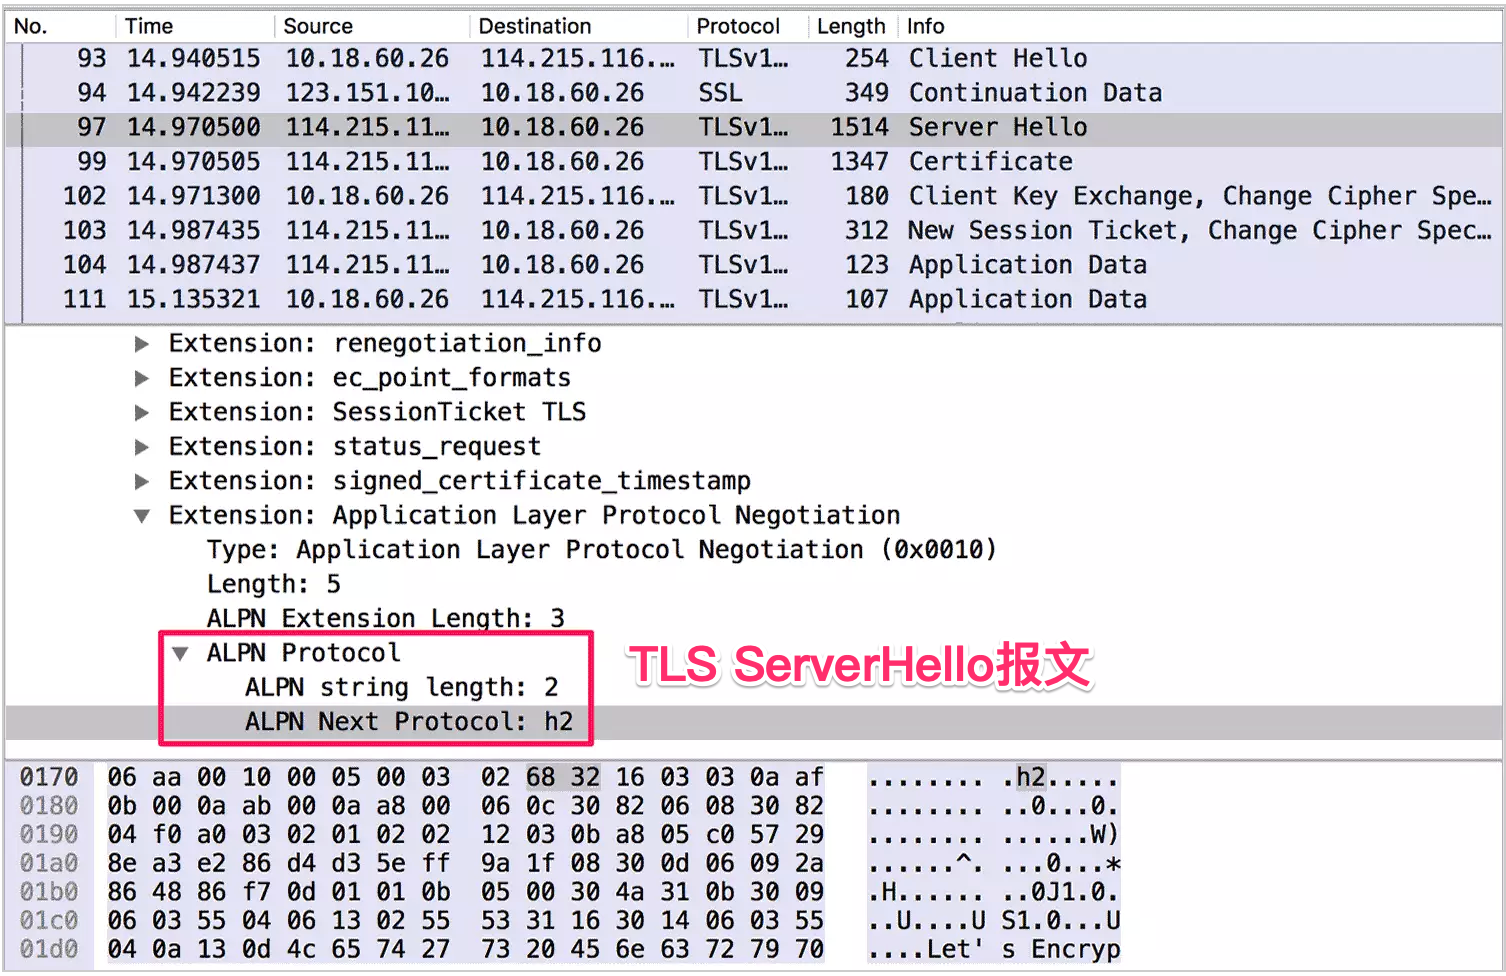 No. Time Source Destination Protocol Length Info
93 14.940515 10.18.60.26 114.215.116.… TLSv1… 254 Client Hello
94 14.942239 123.151.10… 10.18.60.26 SSL 349 Continuation Data
97 14.970500 114.215.11… 10.18.60.26 TLSv1… 1514 Server Hello
99 14.970505 114.215.11… 10.18.60.26 TLSv1… 1347 Certificate
102 14.971300 10.18.60.26 114.215.116.… TLSv1… 180 Client Key Exchange, Change Cipher Spe…
103 14.987435 114.215.11… 10.18.60.26 TLSv1… 312 New Session Ticket, Change Cipher Spec…
104 14.987437 114.215.11… 10.18.60.26 TLSv1… 123 Application Data
111 15.135321 10.18.60.26 114.215.116.… TLSv1… 107 Application Data
Extension: renegotiation_info
Extension: ec_point_formats
Extension: SessionTicket TLS
Extension: status_request
Extension: signed_certificate_timestamp
Extension: Application Layer Protocol Negotiation
Type: Application Layer Protocol Negotiation (0x0010)
Length: 5
ALPN Extension Length: 3
ALPN Protocol
TLS ServerHello报文
ALPN string length: 2
ALPN Next Protocol: h2
0170 06 aa 00 10 00 05 00 03 02 68 32 16 03 03 0a af ........ .h2.....
0180 0b 00 0a ab 00 0a a8 00 06 0c 30 82 06 08 30 82 ........ ..0...0.
0190 04 f0 a0 03 02 01 02 02 12 03 0b a8 05 c0 57 29 ........ ......W)
01a0 8e a3 e2 86 d4 d3 5e ff 9a 1f 08 30 0d 06 09 2a ......^. ...0...*
01b0 86 48 86 f7 0d 01 01 0b 05 00 30 4a 31 0b 30 09 .H...... ..0J1.0.
01c0 06 03 55 04 06 13 02 55 53 31 16 30 14 06 03 55 ..U....U S1.0...U
01d0 04 0a 13 0d 4c 65 74 27 73 20 45 6e 63 72 79 70 ....Let' s Encryp